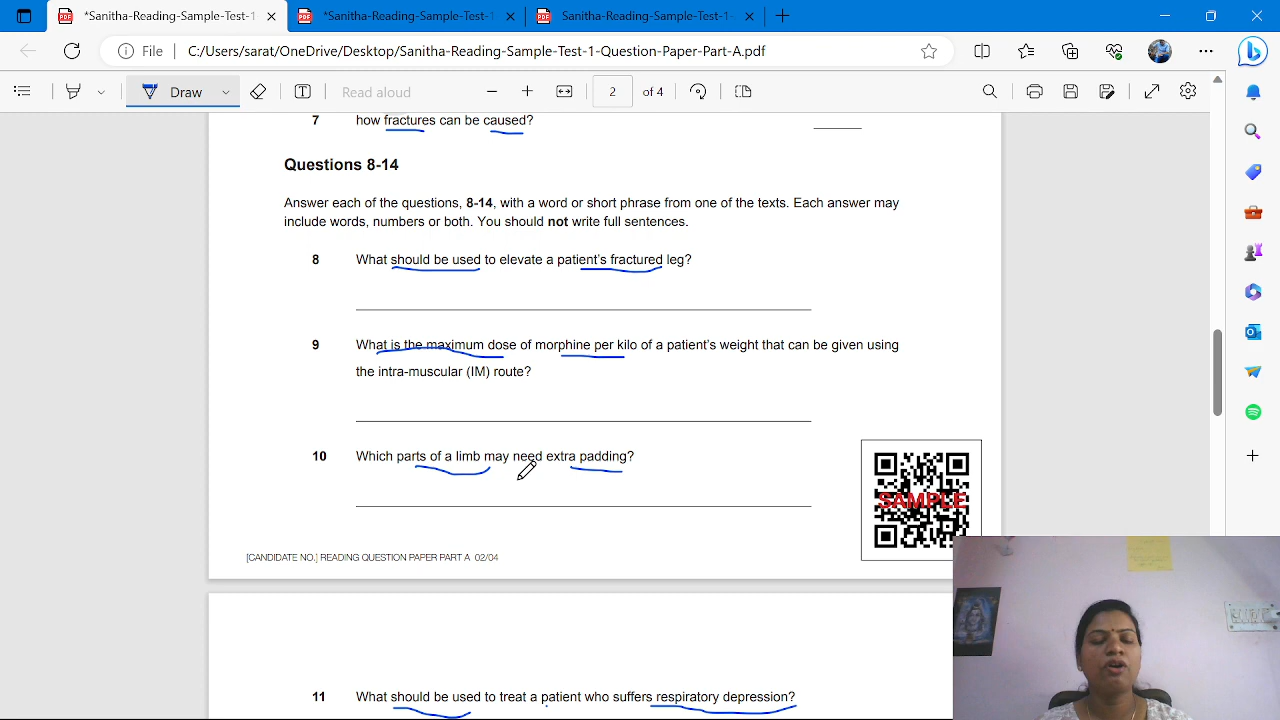 *Sanitha-Reading-Sample-Test-1
*Sanitha-Reading-Sample-Test-1
Sanitha-Reading-Sample-Test-1-
File
C:/Users/sarat/OneDrive/Desktop/Sanitha-Reading-Sample-Test-1-Question-Paper-Part-A.pdf
Draw
Read aloud
2
of 4
7 how fractures can be caused?
Questions 8-14
Answer each of the questions, 8-14, with a word or short phrase from one of the texts. Each answer may
include words, numbers or both. You should not write full sentences.
8 What should be used to elevate a patient's fractured leg?
9 What is the maximum dose of morphine per kilo of a patient's weight that can be given using
the intra-muscular (IM) route?
10 Which parts of a limb may need extra padding?
SAMPLE
[CANDIDATE NO.] READING QUESTION PAPER PART A 02/04
11 What should be used to treat a patient who suffers respiratory depression?